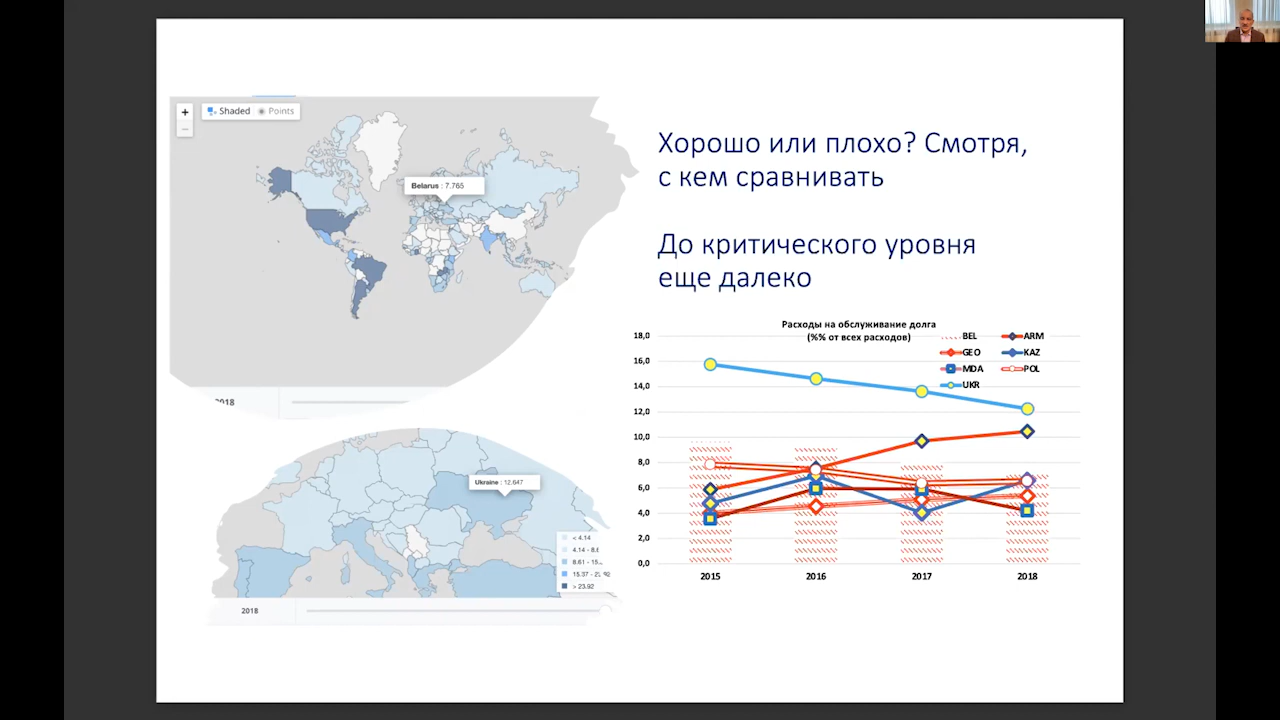 Shaded Points
+
−
Belarus : 7.765
2018
Ukraine : 12.647
< 4.14
4.14 - 8.6
8.61 - 15...
> 23.92
2018
Хорошо или плохо? Смотря,
с кем сравнивать
До критического уровня
еще далеко
Расходы на обслуживание долга
(%% от всех расходов)
BEL ARM
GEO KAZ
MDA POL
UKR
18,0
16,0
14,0
12,0
10,0
8,0
6,0
4,0
2,0
0,0
2015 2016 2017 2018